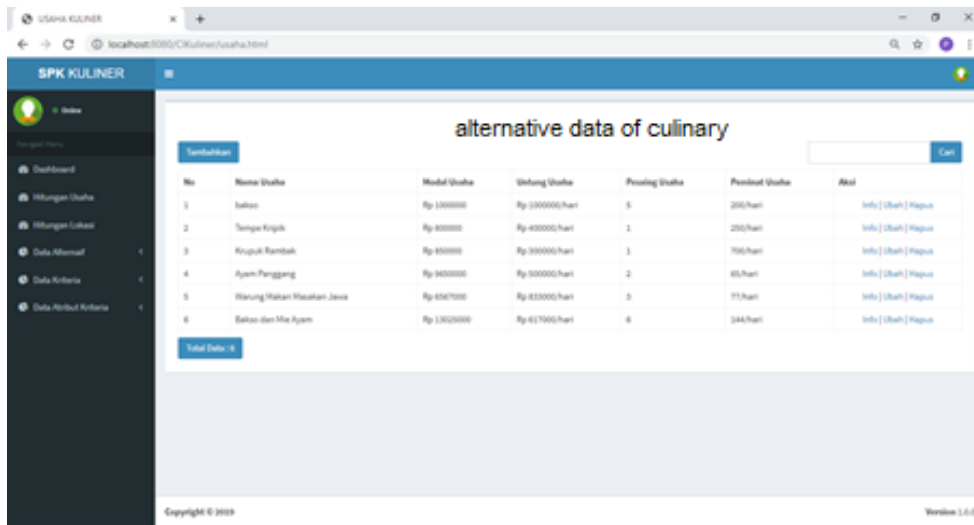 USAHA KULINER
localhost:8080/CIKuliner/usaha.html
SPK KULINER
Online
Navigasi Menu
Dashboard
Hitungan Usaha
Hitungan Lokasi
Data Alternatif
Data Kriteria
Data Atribut Kriteria
alternative data of culinary
Tambahkan Cari
No Nama Usaha Modal Usaha Untung Usaha Pesaing Usaha Peminat Usaha Aksi
1 bakso Rp 1000000 Rp 1000000/hari 5 200/hari Info | Ubah | Hapus
2 Tempe Kripik Rp 800000 Rp 400000/hari 1 250/hari Info | Ubah | Hapus
3 Krupuk Rambak Rp 850000 Rp 300000/hari 1 700/hari Info | Ubah | Hapus
4 Ayam Panggang Rp 9650000 Rp 500000/hari 2 65/hari Info | Ubah | Hapus
5 Warung Makan Masakan Jawa Rp 6567000 Rp 833000/hari 3 77/hari Info | Ubah | Hapus
6 Bakso dan Mie Ayam Rp 13025000 Rp 617000/hari 6 144/hari Info | Ubah | Hapus
Total Data : 6
Copyright © 2019 Version